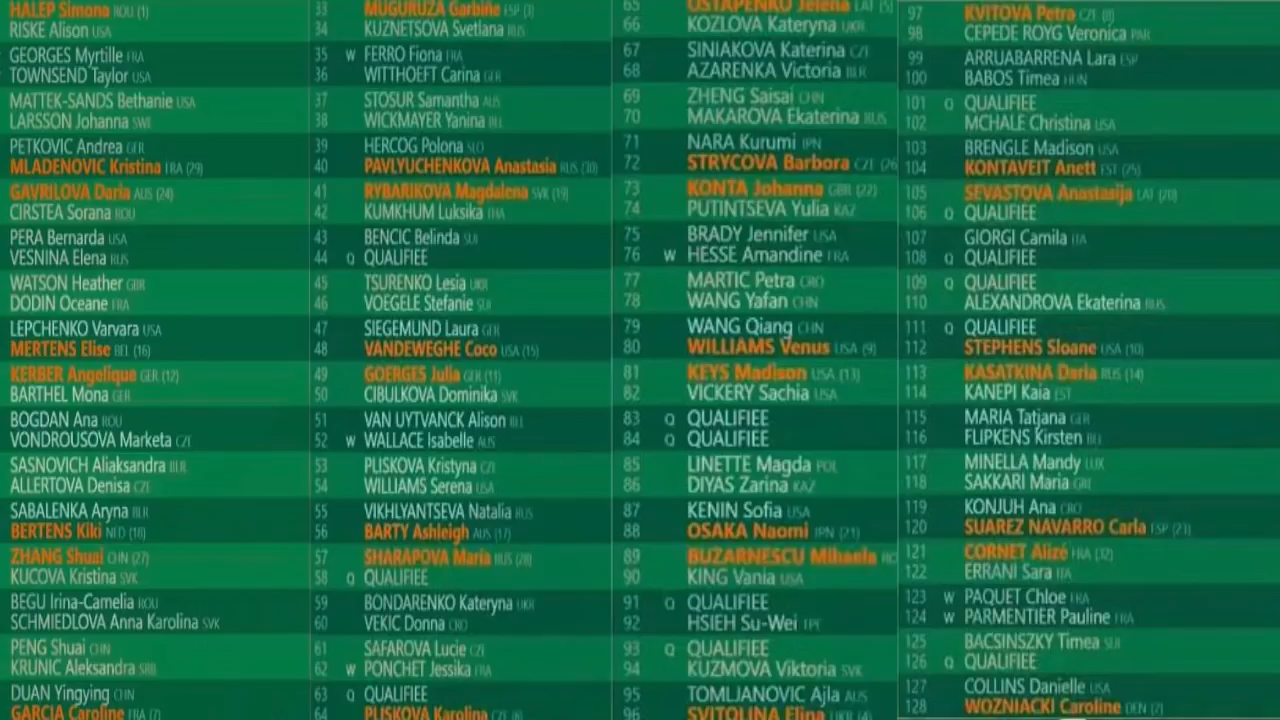 HALEP Simona ROU (1)
RISKE Alison USA
GEORGES Myrtille FRA
TOWNSEND Taylor USA
MATTEK-SANDS Bethanie USA
LARSSON Johanna SWE
PETKOVIC Andrea GER
MLADENOVIC Kristina FRA (29)
GAVRILOVA Daria AUS (24)
CIRSTEA Sorana ROU
PERA Bernarda USA
VESNINA Elena RUS
WATSON Heather GBR
DODIN Oceane FRA
LEPCHENKO Varvara USA
MERTENS Elise BEL (16)
KERBER Angelique GER (12)
BARTHEL Mona GER
BOGDAN Ana ROU
VONDROUSOVA Marketa CZE
SASNOVICH Aliaksandra BLR
ALLERTOVA Denisa CZE
SABALENKA Aryna BLR
BERTENS Kiki NED (18)
ZHANG Shuai CHN (27)
KUCOVA Kristina SVK
BEGU Irina-Camelia ROU
SCHMIEDLOVA Anna Karolina SVK
PENG Shuai CHN
KRUNIC Aleksandra SRB
DUAN Yingying CHN
GARCIA Caroline FRA (7)
33 MUGURUZA Garbiñe ESP (3)
34 KUZNETSOVA Svetlana RUS
35 W FERRO Fiona FRA
36 WITTHOEFT Carina GER
37 STOSUR Samantha AUS
38 WICKMAYER Yanina BEL
39 HERCOG Polona SLO
40 PAVLYUCHENKOVA Anastasia RUS (30)
41 RYBARIKOVA Magdalena SVK (19)
42 KUMKHUM Luksika THA
43 BENCIC Belinda SUI
44 Q QUALIFIEE
45 TSURENKO Lesia UKR
46 VOEGELE Stefanie SUI
47 SIEGEMUND Laura GER
48 VANDEWEGHE Coco USA (15)
49 GOERGES Julia GER (11)
50 CIBULKOVA Dominika SVK
51 VAN UYTVANCK Alison BEL
52 W WALLACE Isabelle AUS
53 PLISKOVA Kristyna CZE
54 WILLIAMS Serena USA
55 VIKHLYANTSEVA Natalia RUS
56 BARTY Ashleigh AUS (17)
57 SHARAPOVA Maria RUS (28)
58 Q QUALIFIEE
59 BONDARENKO Kateryna UKR
60 VEKIC Donna CRO
61 SAFAROVA Lucie CZE
62 W PONCHET Jessika FRA
63 Q QUALIFIEE
64 PLISKOVA Karolina CZE (6)
65 OSTAPENKO Jelena LAT (5)
66 KOZLOVA Kateryna UKR
67 SINIAKOVA Katerina CZE
68 AZARENKA Victoria BLR
69 ZHENG Saisai CHN
70 MAKAROVA Ekaterina RUS
71 NARA Kurumi JPN
72 STRYCOVA Barbora CZE (26
73 KONTA Johanna GBR (22)
74 PUTINTSEVA Yulia KAZ
75 BRADY Jennifer USA
76 W HESSE Amandine FRA
77 MARTIC Petra CRO
78 WANG Yafan CHN
79 WANG Qiang CHN
80 WILLIAMS Venus USA (9)
81 KEYS Madison USA (13)
82 VICKERY Sachia USA
83 Q QUALIFIEE
84 Q QUALIFIEE
85 LINETTE Magda POL
86 DIYAS Zarina KAZ
87 KENIN Sofia USA
88 OSAKA Naomi JPN (21)
89 BUZARNESCU Mihaela
90 KING Vania USA
91 Q QUALIFIEE
92 HSIEH Su-Wei TPE
93 Q QUALIFIEE
94 KUZMOVA Viktoria SVK
95 TOMLJANOVIC Ajla AUS
96 SVITOLINA Elina UKR (4)
97 KVITOVA Petra CZE (8)
98 CEPEDE ROYG Veronica PAR
99 ARRUABARRENA Lara ESP
100 BABOS Timea HUN
101 Q QUALIFIEE
102 MCHALE Christina USA
103 BRENGLE Madison USA
104 KONTAVEIT Anett EST (25)
105 SEVASTOVA Anastasija LAT (20)
106 Q QUALIFIEE
107 GIORGI Camila ITA
108 Q QUALIFIEE
109 Q QUALIFIEE
110 ALEXANDROVA Ekaterina RUS
111 Q QUALIFIEE
112 STEPHENS Sloane USA (10)
113 KASATKINA Daria RUS (14)
114 KANEPI Kaia EST
115 MARIA Tatjana GER
116 FLIPKENS Kirsten BEL
117 MINELLA Mandy LUX
118 SAKKARI Maria GRE
119 KONJUH Ana CRO
120 SUAREZ NAVARRO Carla ESP (23)
121 CORNET Alizé FRA (32)
122 ERRANI Sara ITA
123 W PAQUET Chloe FRA
124 W PARMENTIER Pauline FRA
125 BACSINSZKY Timea SUI
126 Q QUALIFIEE
127 COLLINS Danielle USA
128 WOZNIACKI Caroline DEN (2)